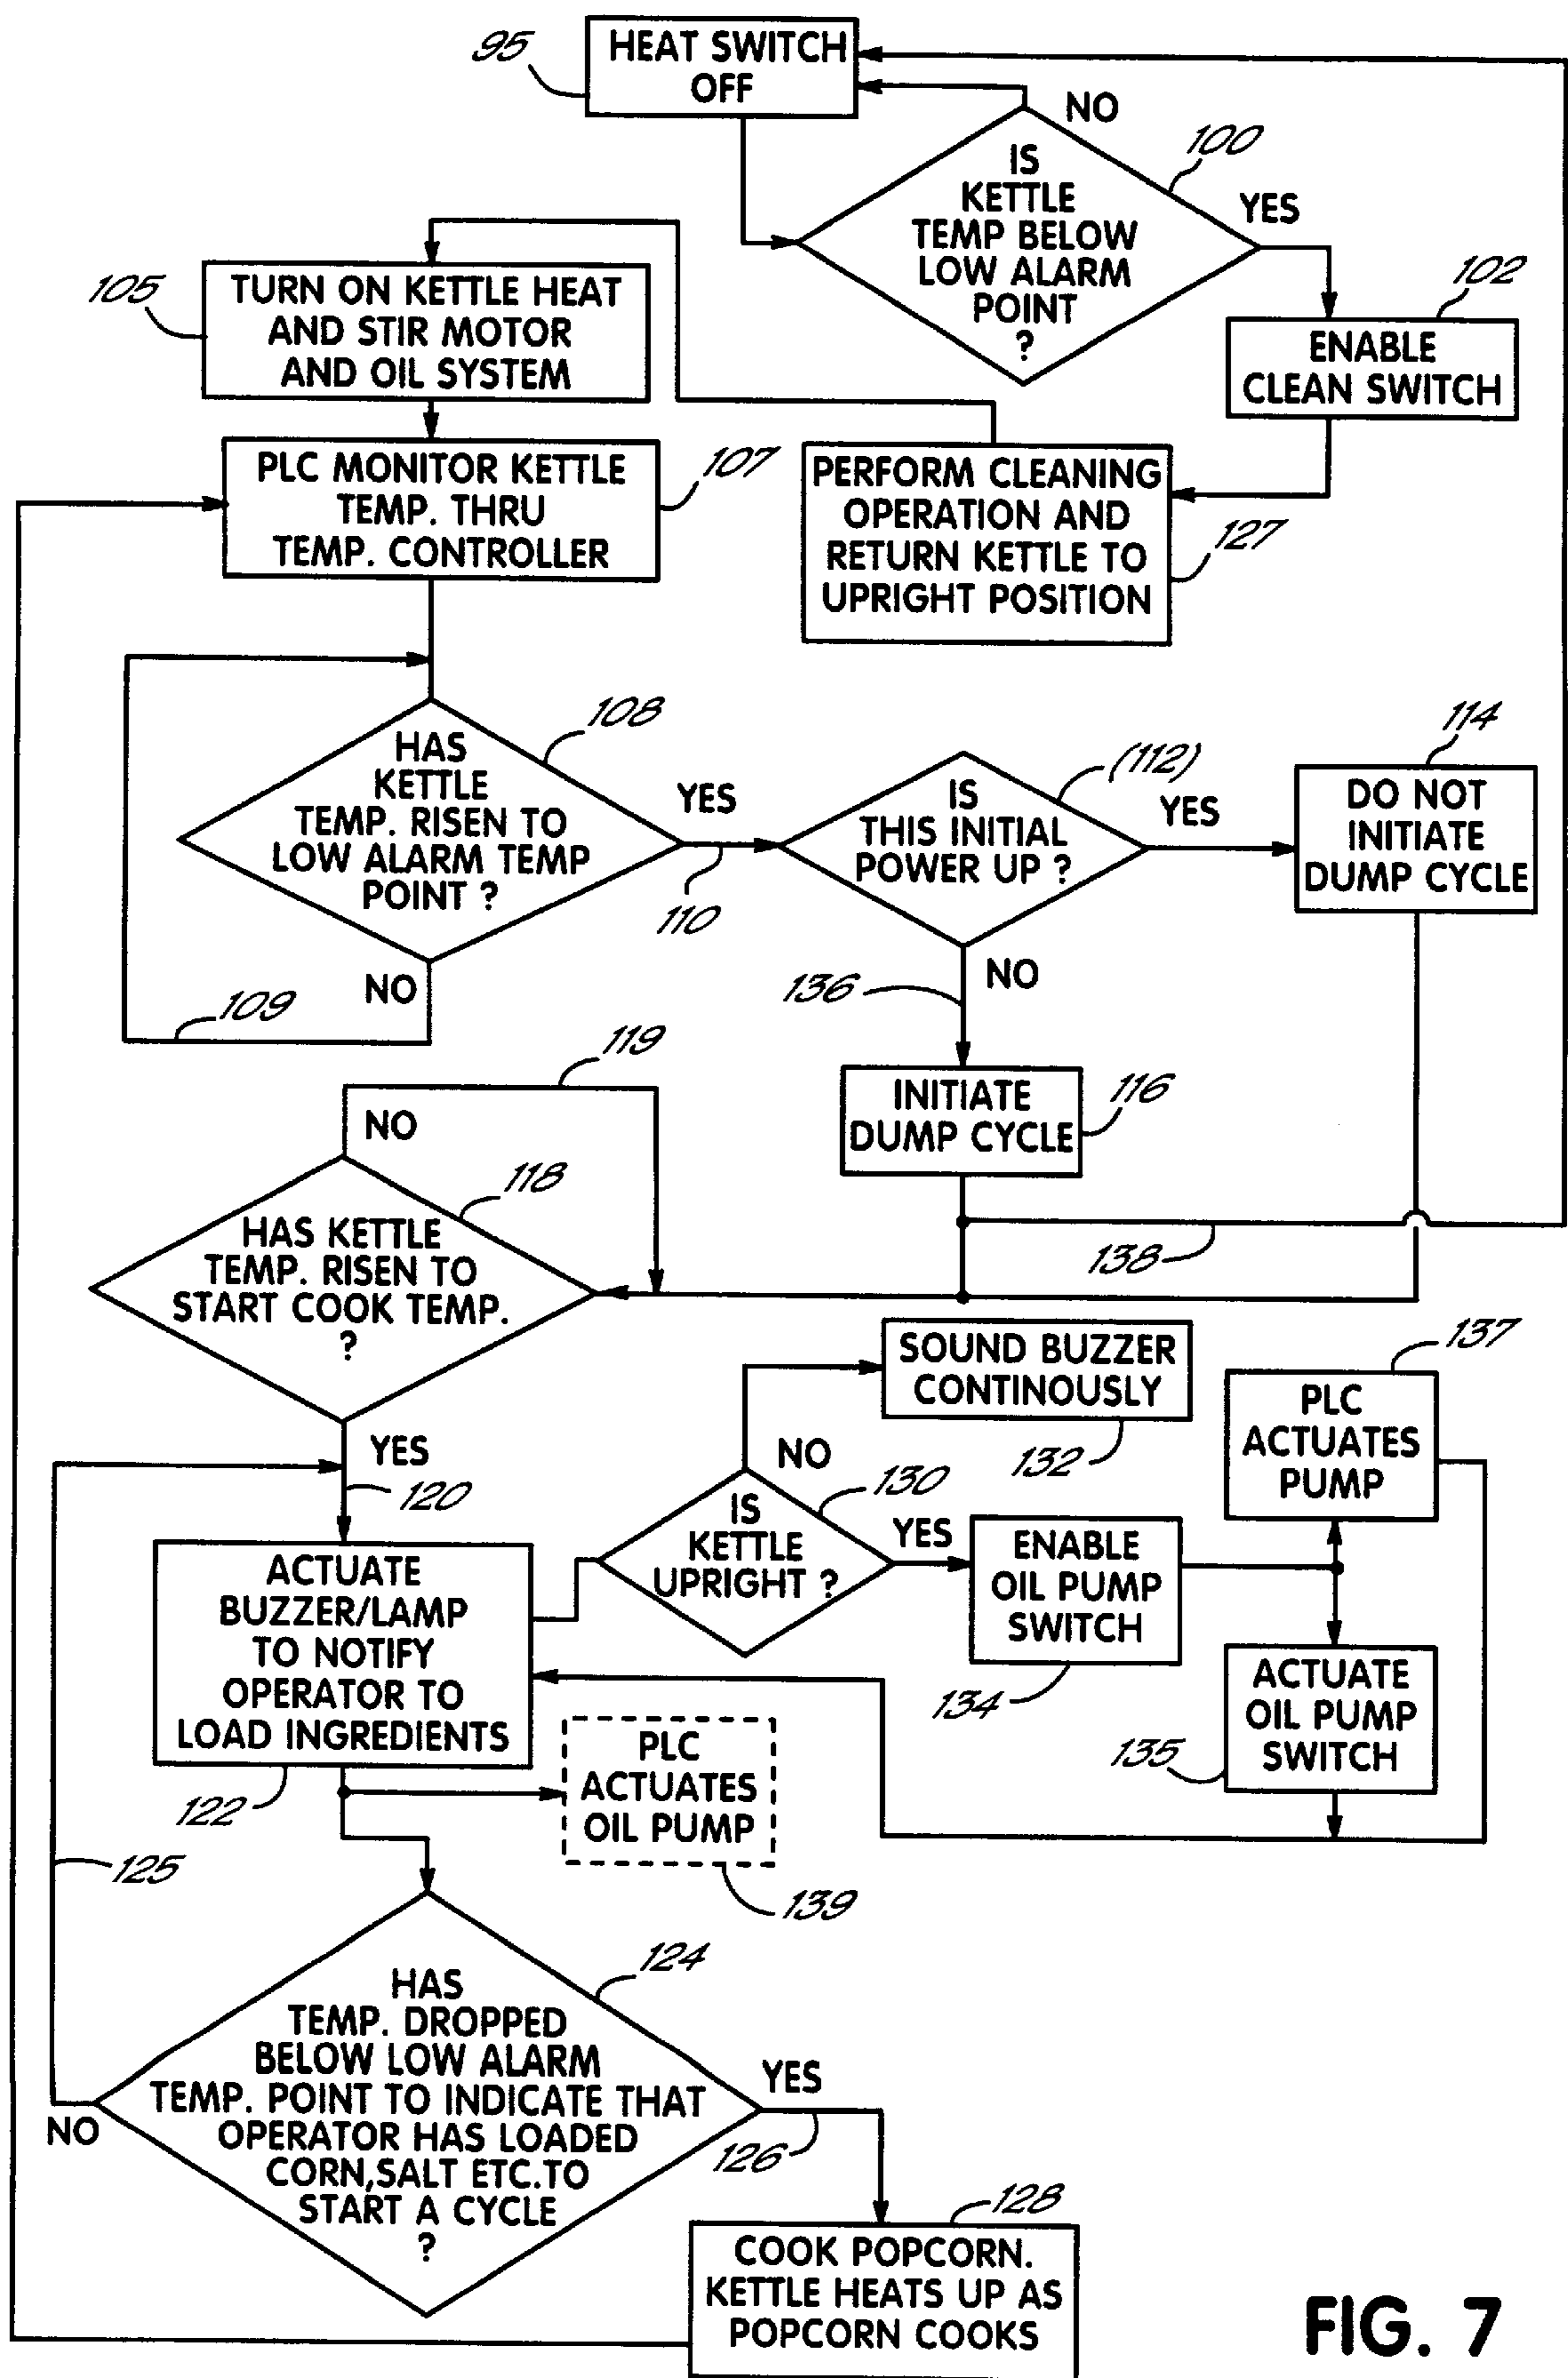 95
HEAT SWITCH
OFF
NO
100
IS
KETTLE
TEMP BELOW
LOW ALARM
POINT
?
YES
102
ENABLE
CLEAN SWITCH
105
TURN ON KETTLE HEAT
AND STIR MOTOR
AND OIL SYSTEM
PLC MONITOR KETTLE
TEMP. THRU
TEMP. CONTROLLER
107
PERFORM CLEANING
OPERATION AND
RETURN KETTLE TO
UPRIGHT POSITION
127
108
HAS
KETTLE
TEMP. RISEN TO
LOW ALARM TEMP
POINT ?
YES
110
NO
109
(112)
IS
THIS INITIAL
POWER UP ?
YES
114
DO NOT
INITIATE
DUMP CYCLE
136
NO
INITIATE
DUMP CYCLE
116
138
119
NO
118
HAS KETTLE
TEMP. RISEN TO
START COOK TEMP.
?
YES
120
SOUND BUZZER
CONTINOUSLY
132
NO
130
IS
KETTLE
UPRIGHT ?
YES
ENABLE
OIL PUMP
SWITCH
134
137
PLC
ACTUATES
PUMP
ACTUATE
OIL PUMP
SWITCH
135
ACTUATE
BUZZER/LAMP
TO NOTIFY
OPERATOR TO
LOAD INGREDIENTS
122
PLC
ACTUATES
OIL PUMP
139
125
124
HAS
TEMP. DROPPED
BELOW LOW ALARM
TEMP. POINT TO INDICATE THAT
OPERATOR HAS LOADED
CORN,SALT ETC.TO
START A CYCLE
?
NO
YES
126
128
COOK POPCORN.
KETTLE HEATS UP AS
POPCORN COOKS
FIG. 7